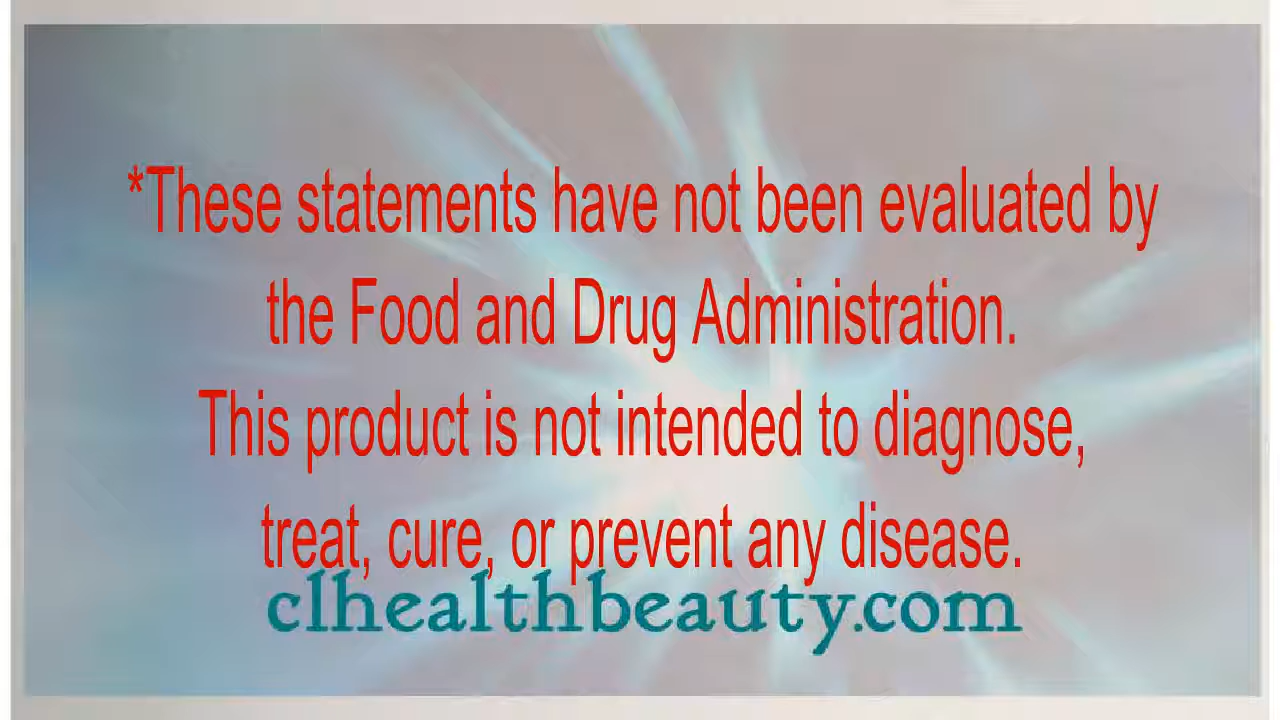 *These statements have not been evaluated by
the Food and Drug Administration.
This product is not intended to diagnose,
treat, cure, or prevent any disease.
clhealthbeauty.com